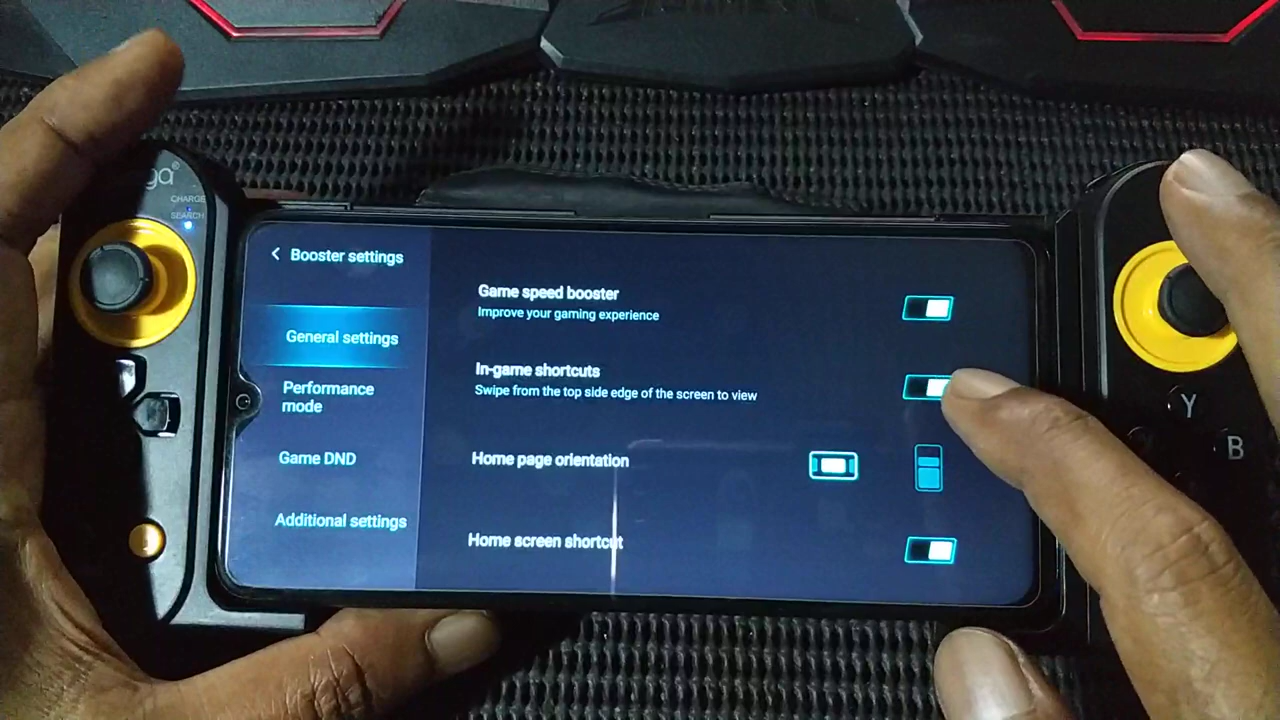 ga®
CHARGE
SEARCH
Booster settings
General settings
Performance
mode
Game DND
Additional settings
Game speed booster
Improve your gaming experience
In-game shortcuts
Swipe from the top side edge of the screen to view
Home page orientation
Home screen shortcut
Y
B